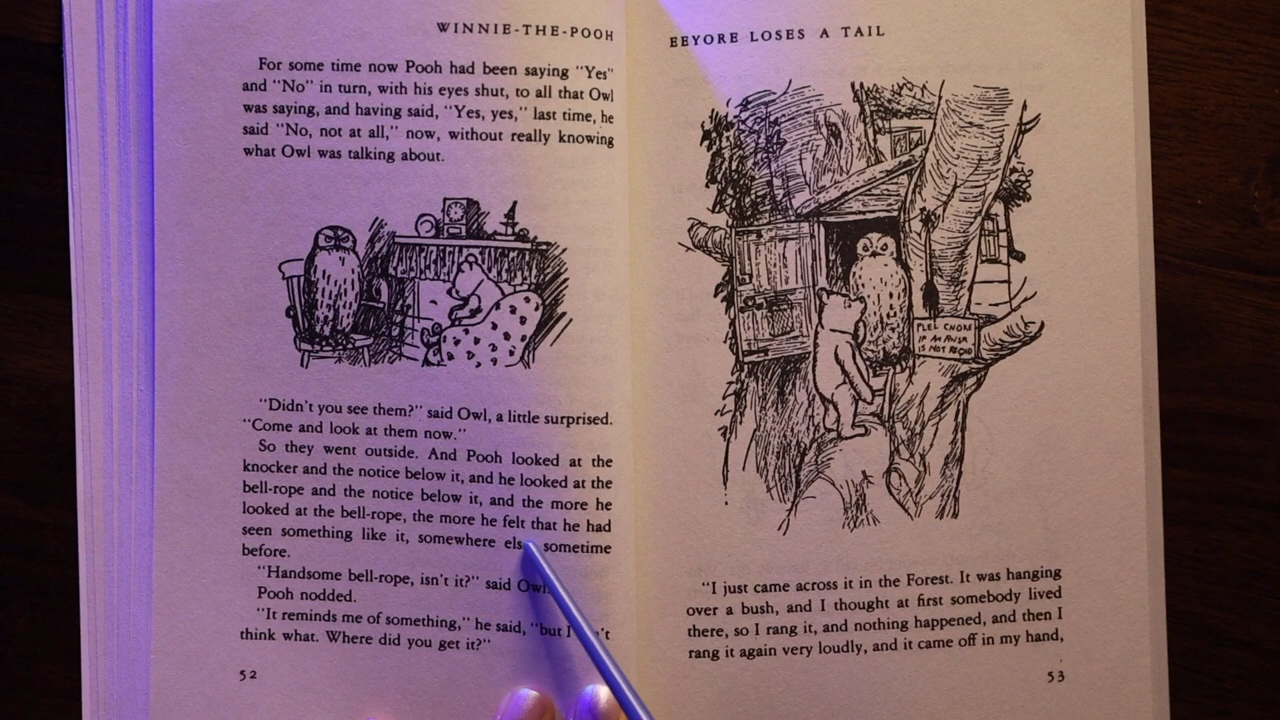 WINNIE-THE-POOH
For some time now Pooh had been saying "Yes"
and "No" in turn, with his eyes shut, to all that Owl
was saying, and having said, "Yes, yes," last time, he
said "No, not at all," now, without really knowing
what Owl was talking about.
"Didn't you see them?" said Owl, a little surprised.
"Come and look at them now."
So they went outside. And Pooh looked at the
knocker and the notice below it, and he looked at the
bell-rope and the notice below it, and the more he
looked at the bell-rope, the more he felt that he had
seen something like it, somewhere sometime
before.
"Handsome bell-rope, isn't it?" said Owl.
Pooh nodded.
"It reminds me of something," he said, "but I
think what. Where did you get it?"
52
EEYORE LOSES A TAIL
PLEZ CNOKE
IF AN RNSR
IS NOT REQID
"I just came across it in the Forest. It was hanging
over a bush, and I thought at first somebody lived
there, so I rang it, and nothing happened, and then I
rang it again very loudly, and it came off in my hand,
53